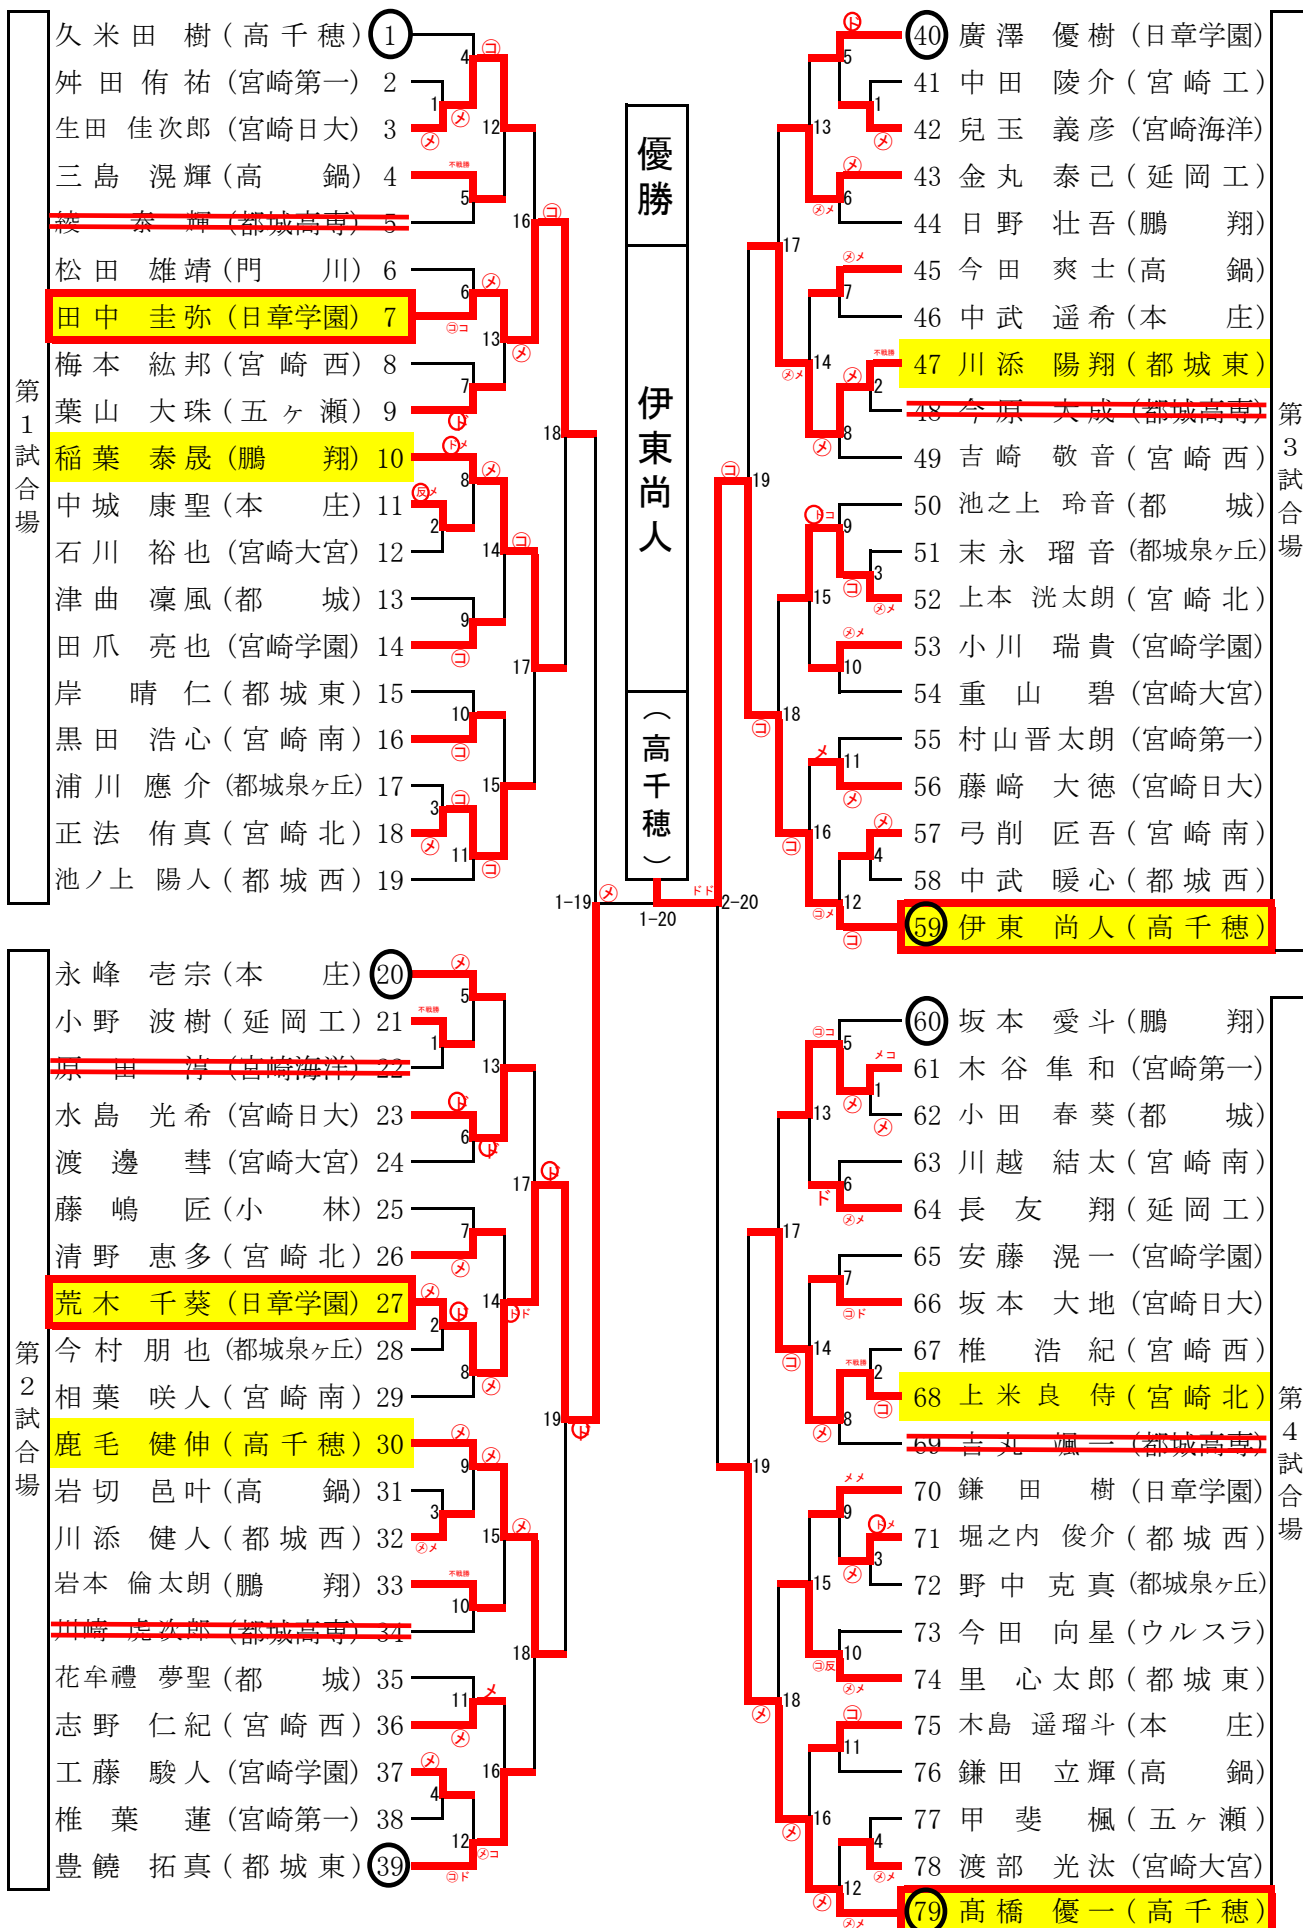 優勝
伊東尚人
（高千穂）
第1試合場
久米田 樹 (高千穂) 1
舛田 侑祐 (宮崎第一) 2
生田 佳次郎 (宮崎日大) 3
三島 滉輝 (高 鍋) 4
綾 泰輝 (都城高専) 5
松田 雄靖 (門 川) 6
田中 圭弥 (日章学園) 7
梅本 紘邦 (宮崎西) 8
葉山 大珠 (五ヶ瀬) 9
稲葉 泰晟 (鵬 翔) 10
中城 康聖 (本 庄) 11
石川 裕也 (宮崎大宮) 12
津曲 凜風 (都 城) 13
田爪 亮也 (宮崎学園) 14
岸 晴仁 (都城東) 15
黒田 浩心 (宮崎南) 16
浦川 應介 (都城泉ヶ丘) 17
正法 侑真 (宮崎北) 18
池ノ上 陽人 (都城西) 19
第2試合場
永峰 壱宗 (本 庄) 20
小野 波樹 (延岡工) 21
原田 淳 (宮崎海洋) 22
水島 光希 (宮崎日大) 23
渡邊 彗 (宮崎大宮) 24
藤嶋 匠 (小 林) 25
清野 恵多 (宮崎北) 26
荒木 千葵 (日章学園) 27
今村 朋也 (都城泉ヶ丘) 28
相葉 咲人 (宮崎南) 29
鹿毛 健伸 (高千穂) 30
岩切 邑叶 (高 鍋) 31
川添 健人 (都城西) 32
岩本 倫太朗 (鵬 翔) 33
川崎 虎次郎 (都城高専) 34
花牟禮 夢聖 (都 城) 35
志野 仁紀 (宮崎西) 36
工藤 駿人 (宮崎学園) 37
椎葉 蓮 (宮崎第一) 38
豊饒 拓真 (都城東) 39
第3試合場
40 廣澤 優樹 (日章学園)
41 中田 陵介 (宮崎工)
42 兒玉 義彦 (宮崎海洋)
43 金丸 泰己 (延岡工)
44 日野 壮吾 (鵬 翔)
45 今田 爽士 (高 鍋)
46 中武 遥希 (本 庄)
47 川添 陽翔 (都城東)
48 今原 大成 (都城高専)
49 吉崎 敬音 (宮崎西)
50 池之上 玲音 (都 城)
51 末永 瑠音 (都城泉ヶ丘)
52 上本 洸太朗 (宮崎北)
53 小川 瑞貴 (宮崎学園)
54 重山 碧 (宮崎大宮)
55 村山晋太朗 (宮崎第一)
56 藤﨑 大徳 (宮崎日大)
57 弓削 匠吾 (宮崎南)
58 中武 暖心 (都城西)
59 伊東 尚人 (高千穂)
第4試合場
60 坂本 愛斗 (鵬 翔)
61 木谷 隼和 (宮崎第一)
62 小田 春葵 (都 城)
63 川越 結太 (宮崎南)
64 長友 翔 (延岡工)
65 安藤 滉一 (宮崎学園)
66 坂本 大地 (宮崎日大)
67 椎 浩紀 (宮崎西)
68 上米良 侍 (宮崎北)
69 吉丸 颯一 (都城高専)
70 鎌田 樹 (日章学園)
71 堀之内 俊介 (都城西)
72 野中 克真 (都城泉ヶ丘)
73 今田 向星 (ウルスラ)
74 里 心太郎 (都城東)
75 木島 遥瑠斗 (本 庄)
76 鎌田 立輝 (高 鍋)
77 甲斐 楓 (五ヶ瀬)
78 渡部 光汰 (宮崎大宮)
79 髙橋 優一 (高千穂)
1-19
1-20
2-20